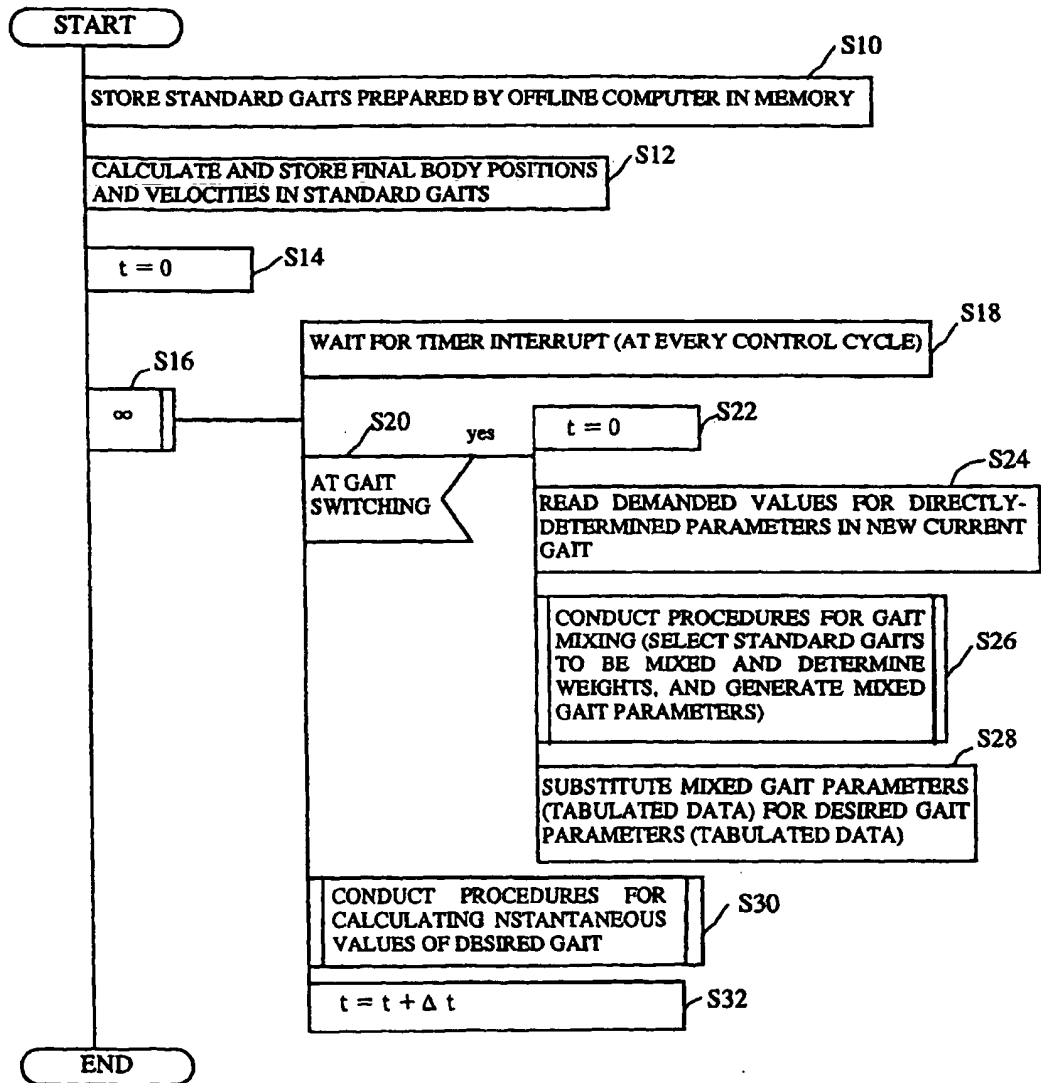 START
S10
STORE STANDARD GAITS PREPARED BY OFFLINE COMPUTER IN MEMORY
S12
CALCULATE AND STORE FINAL BODY POSITIONS
AND VELOCITIES IN STANDARD GAITS
S14
t = 0
S18
WAIT FOR TIMER INTERRUPT (AT EVERY CONTROL CYCLE)
S16
∞
S20
yes
AT GAIT
SWITCHING
S22
t = 0
S24
READ DEMANDED VALUES FOR DIRECTLY-
DETERMINED PARAMETERS IN NEW CURRENT
GAIT
CONDUCT PROCEDURES FOR GAIT
MIXING (SELECT STANDARD GAITS
TO BE MIXED AND DETERMINE
WEIGHTS, AND GENERATE MIXED
GAIT PARAMETERS)
S26
S28
SUBSTITUTE MIXED GAIT PARAMETERS
(TABULATED DATA) FOR DESIRED GAIT
PARAMETERS (TABULATED DATA)
CONDUCT PROCEDURES FOR
CALCULATING NSTANTANEOUS
VALUES OF DESIRED GAIT
S30
t = t + Δ t
S32
END